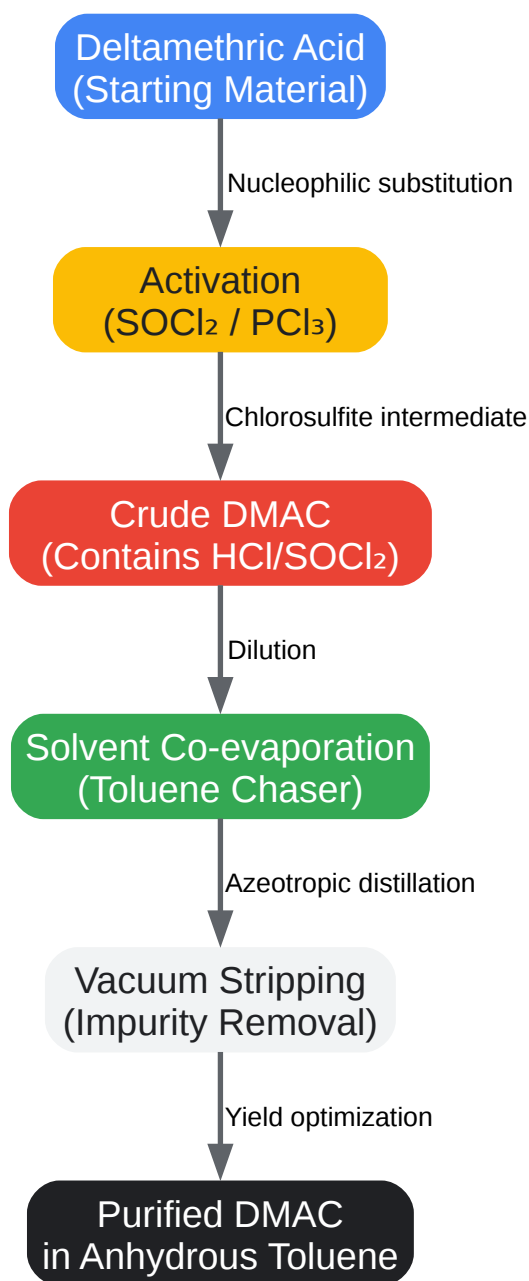 Deltamethric Acid
(Starting Material)
Nucleophilic substitution
Activation
(SOCl₂ / PCl₃)
Chlorosulfite intermediate
Crude DMAC
(Contains HCl/SOCl₂)
Dilution
Solvent Co-evaporation
(Toluene Chaser)
Azeotropic distillation
Vacuum Stripping
(Impurity Removal)
Yield optimization
Purified DMAC
in Anhydrous Toluene